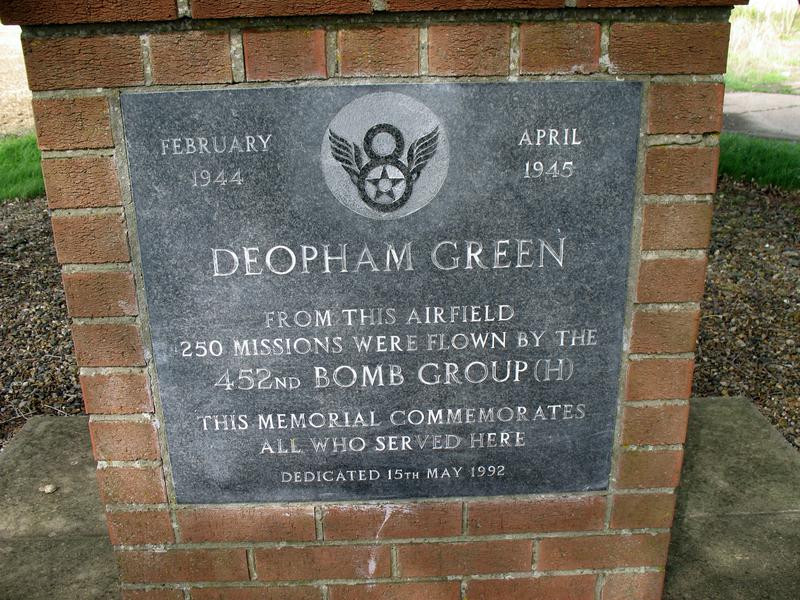 FEBRUARY
1944
APRIL
1945
DEOPHAM GREEN
FROM THIS AIRFIELD
250 MISSIONS WERE FLOWN BY THE
452ND BOMB GROUP (H)
THIS MEMORIAL COMMEMORATES
ALL WHO SERVED HERE
DEDICATED 15TH MAY 1992